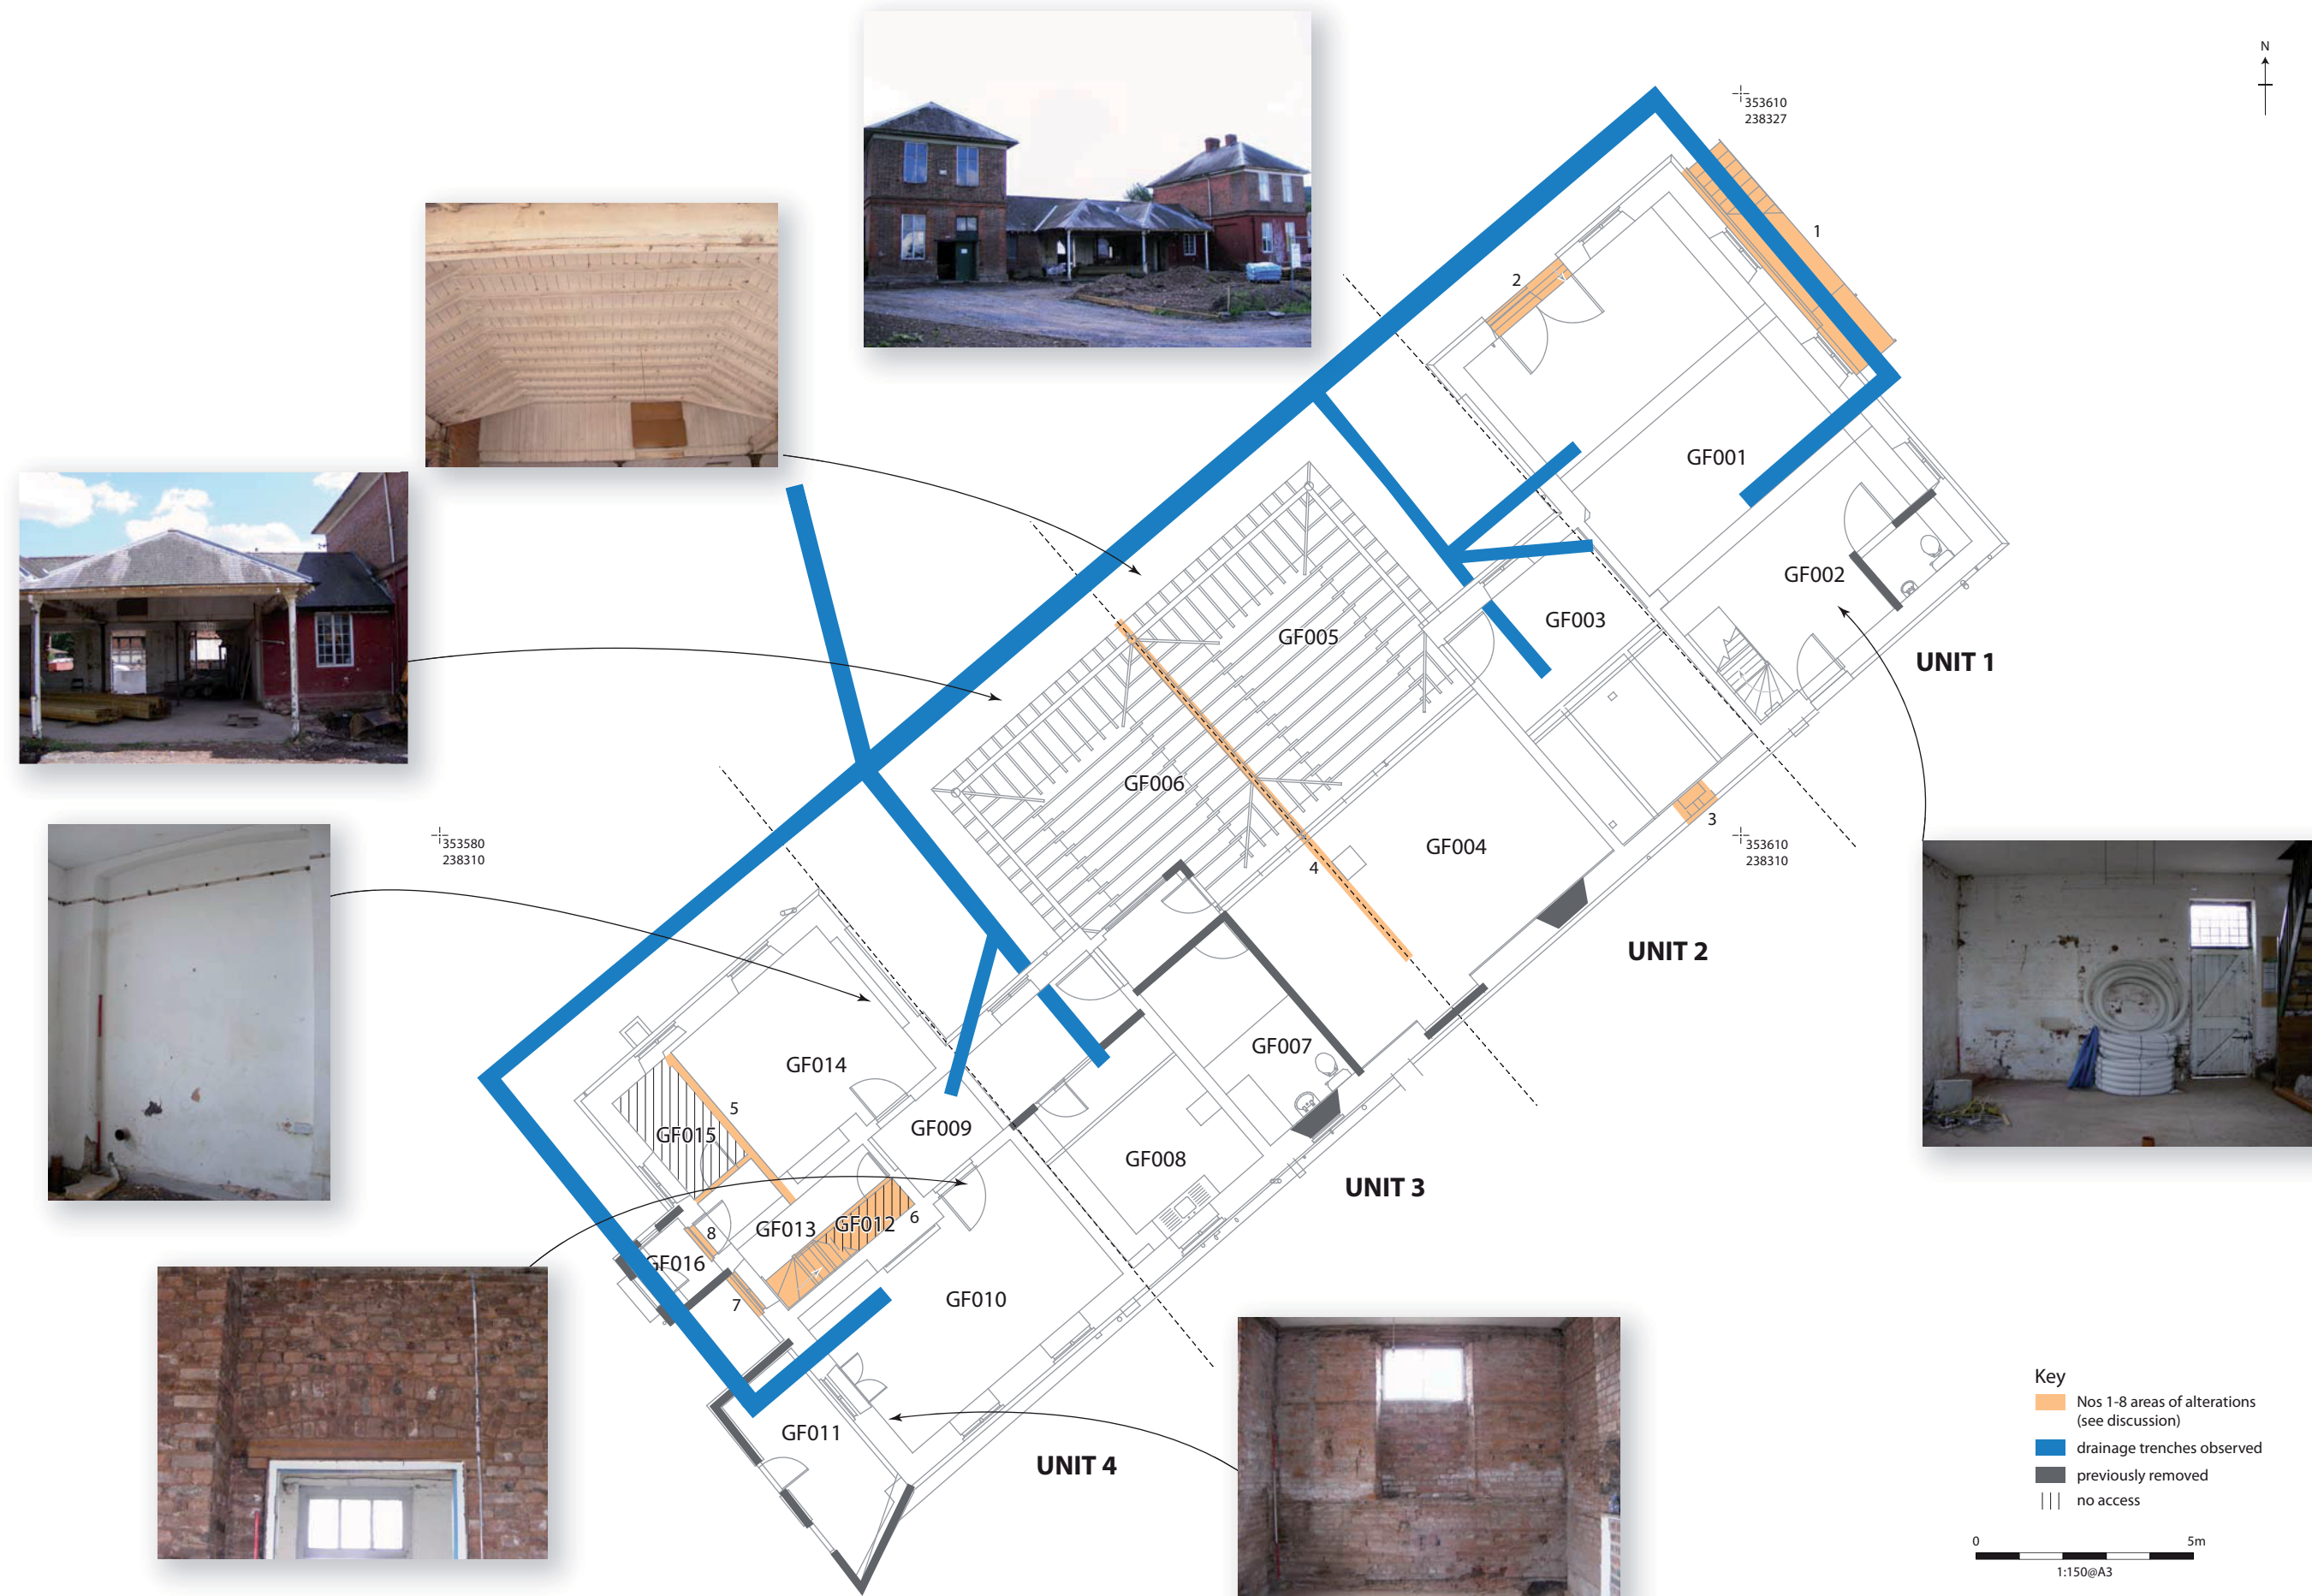 N
353610
238327
1
2
GF001
GF002
UNIT 1
GF003
GF005
GF006
353580
238310
3
353610
238310
GF004
4
UNIT 2
GF007
GF014
5
GF015
GF009
GF008
UNIT 3
GF012
6
GF013
8
GF016
7
GF010
GF011
UNIT 4
Key
Nos 1-8 areas of alterations
(see discussion)
drainage trenches observed
previously removed
no access
0 5m
1:150@A3